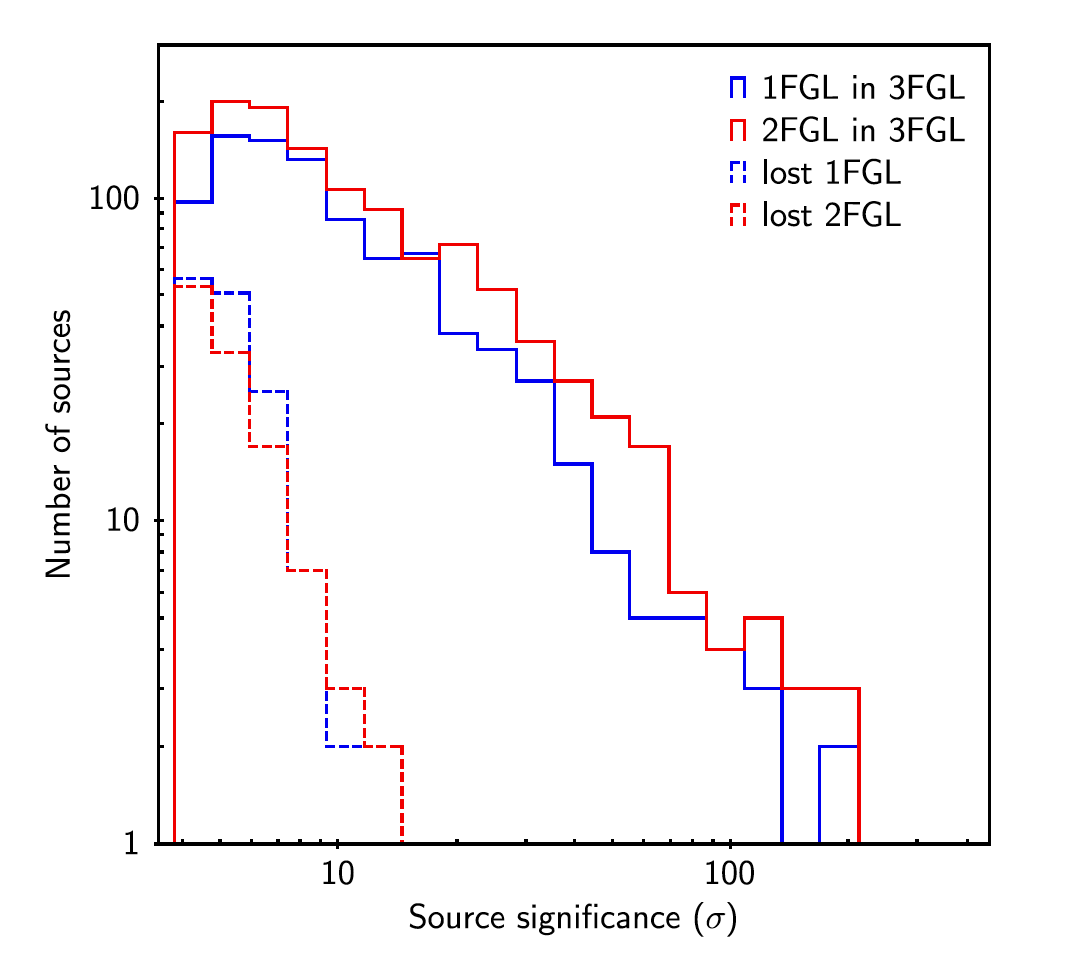 1FGL in 3FGL
2FGL in 3FGL
lost 1FGL
lost 2FGL
100
10
1
Number of sources
10
100
Source significance (σ)